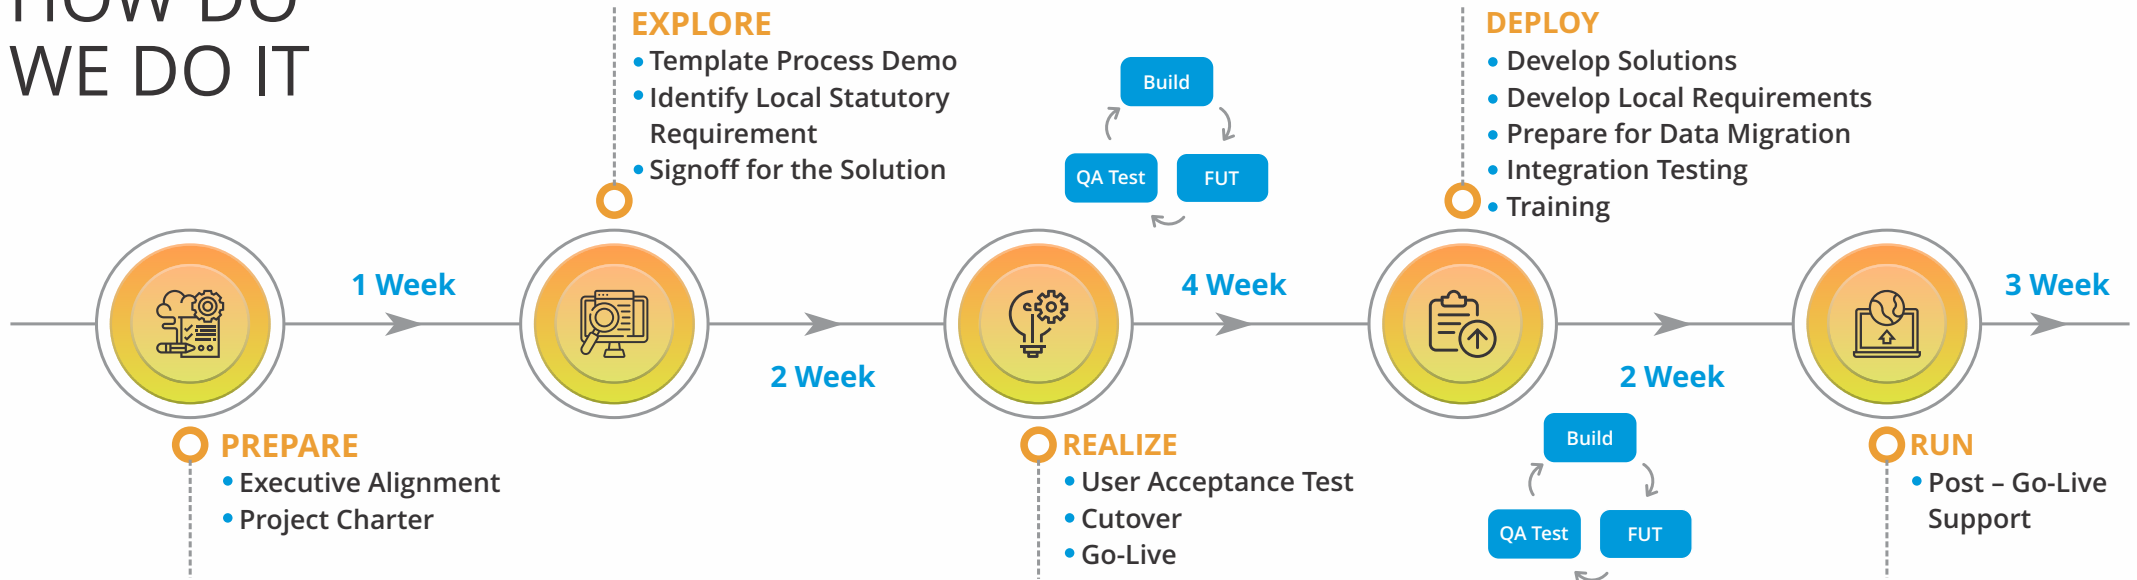 HOW DO
WE DO IT
EXPLORE
• Template Process Demo
• Identify Local Statutory
Requirement
• Signoff for the Solution
Build
QA Test
FUT
DEPLOY
• Develop Solutions
• Develop Local Requirements
• Prepare for Data Migration
• Integration Testing
• Training
1 Week
2 Week
4 Week
2 Week
3 Week
PREPARE
• Executive Alignment
• Project Charter
REALIZE
• User Acceptance Test
• Cutover
• Go-Live
Build
QA Test
FUT
RUN
• Post – Go-Live
Support